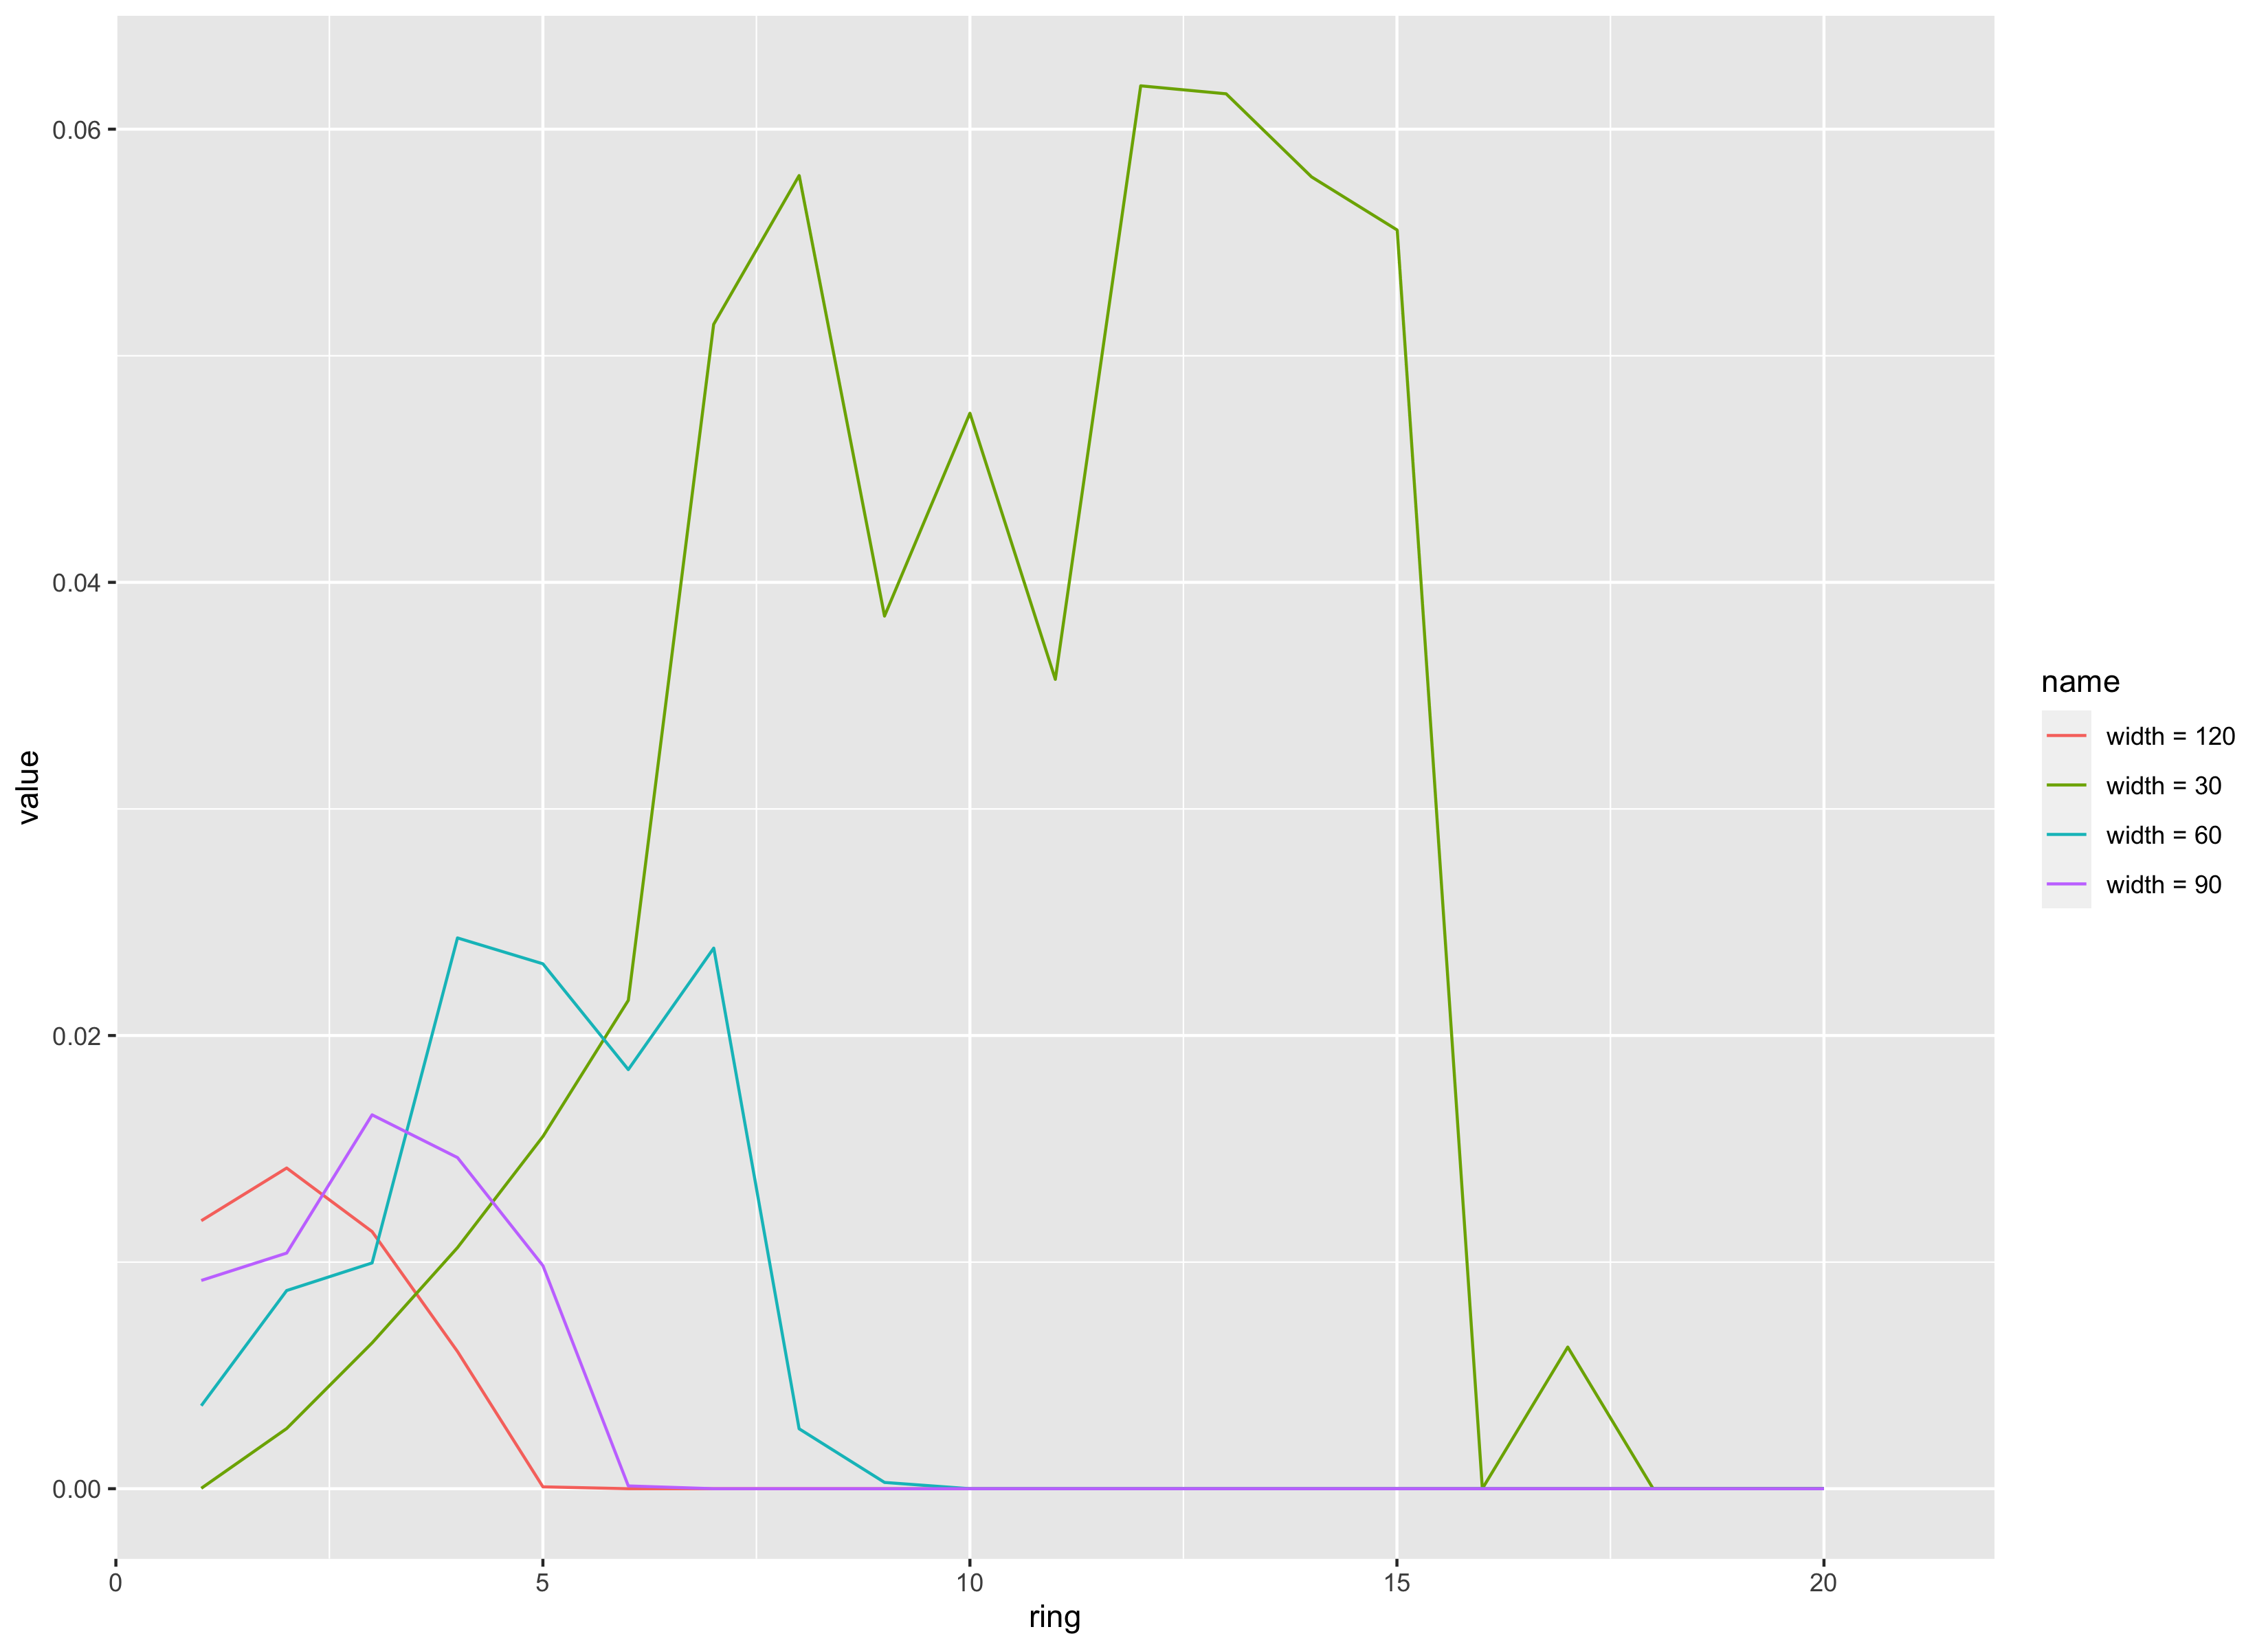 0.06
0.04
0.02
0.00
value
0 5 10 15 20
ring
name
width = 120
width = 30
width = 60
width = 90